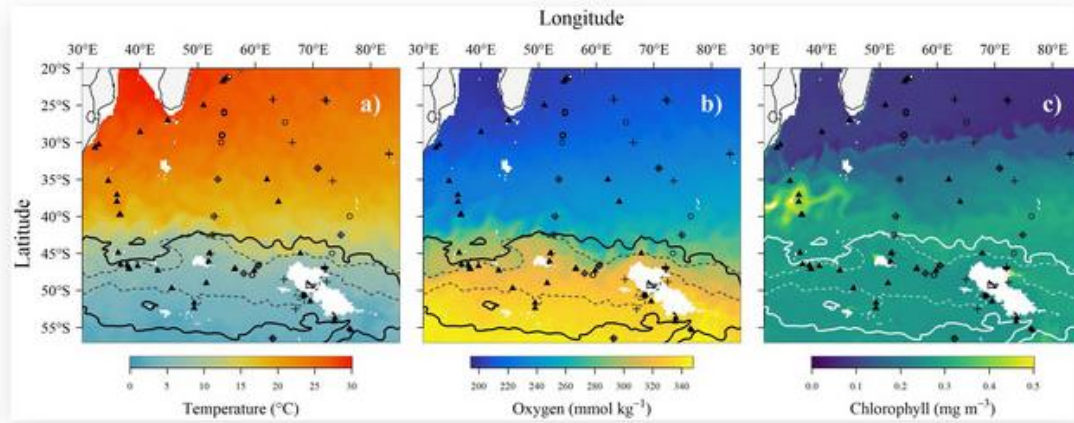 Longitude
30°E 40°E 50°E 60°E 70°E 80°E 30°E 40°E 50°E 60°E 70°E 80°E 30°E 40°E 50°E 60°E 70°E 80°E
20°S
a) b) c)
25°S
30°S
35°S
40°S
Latitude
45°S
50°S
55°S
0 5 10 15 20 25 30 200 220 240 260 280 300 320 340 0.0 0.1 0.2 0.3 0.4 0.5
Temperature (°C) Oxygen (mmol kg⁻¹) Chlorophyll (mg m⁻³)